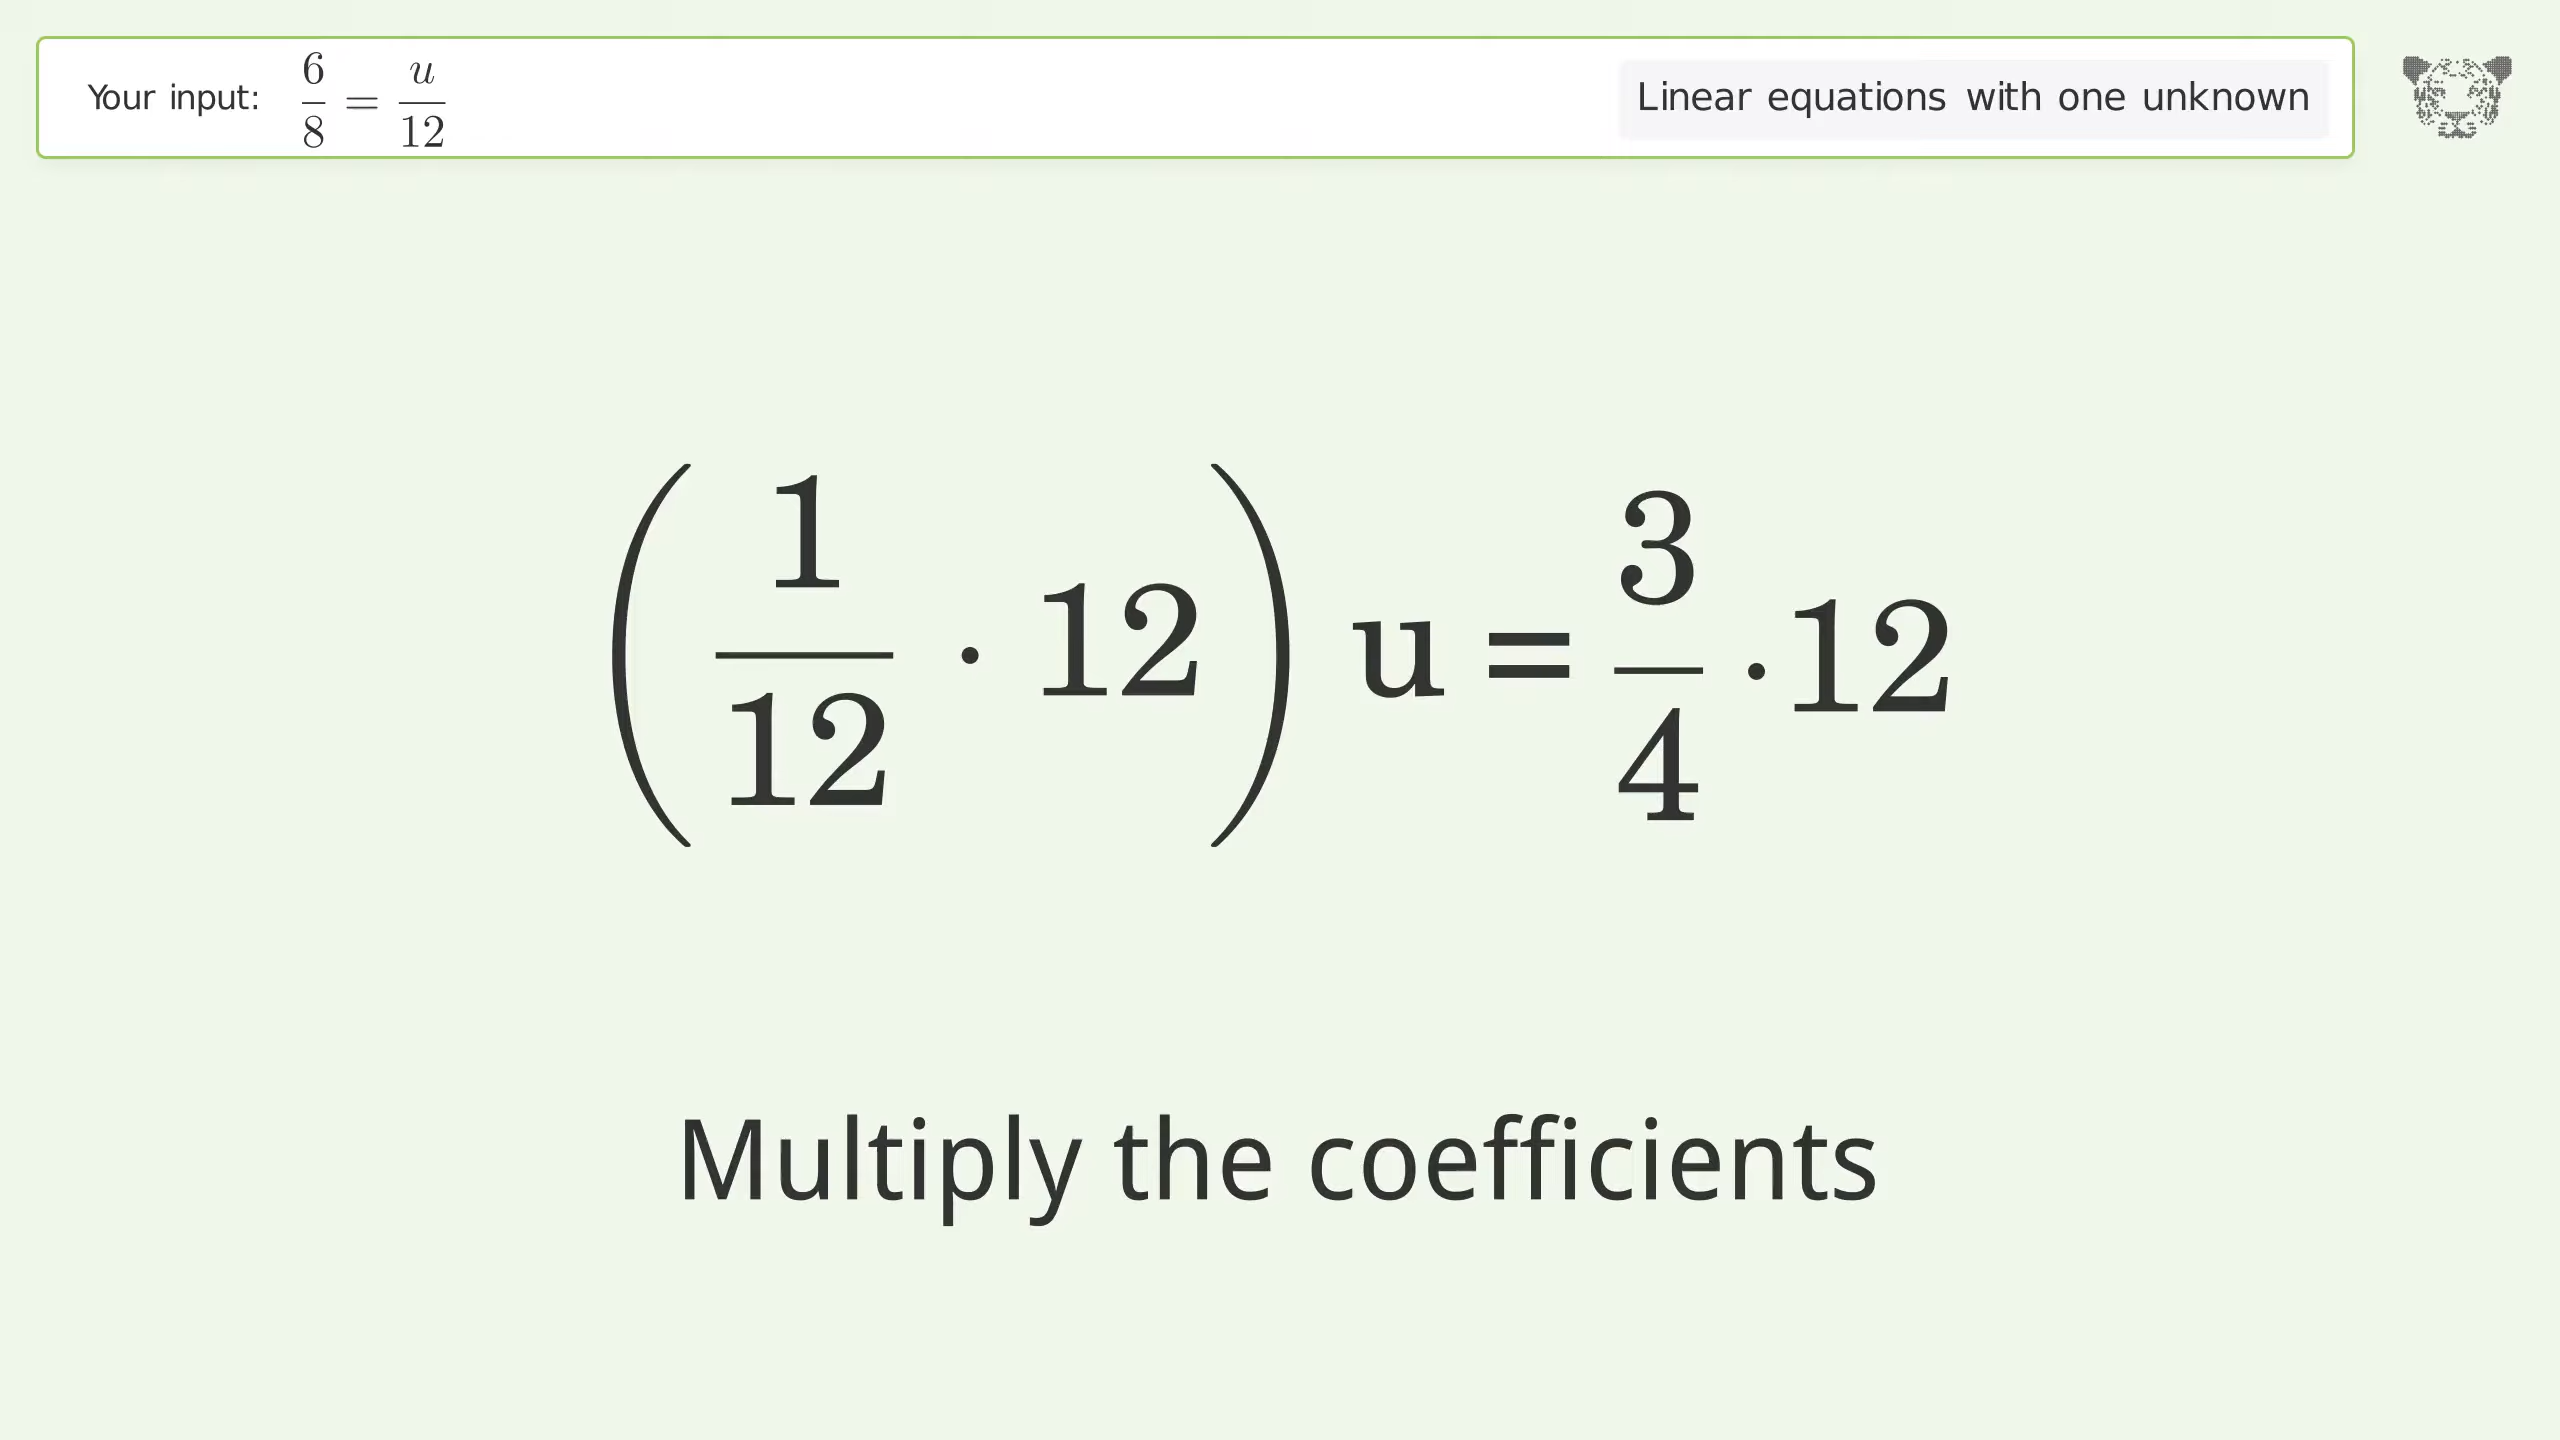 Your input: 6/8 = u/12
Linear equations with one unknown
(1/12 · 12) u = 3/4 · 12
Multiply the coefficients